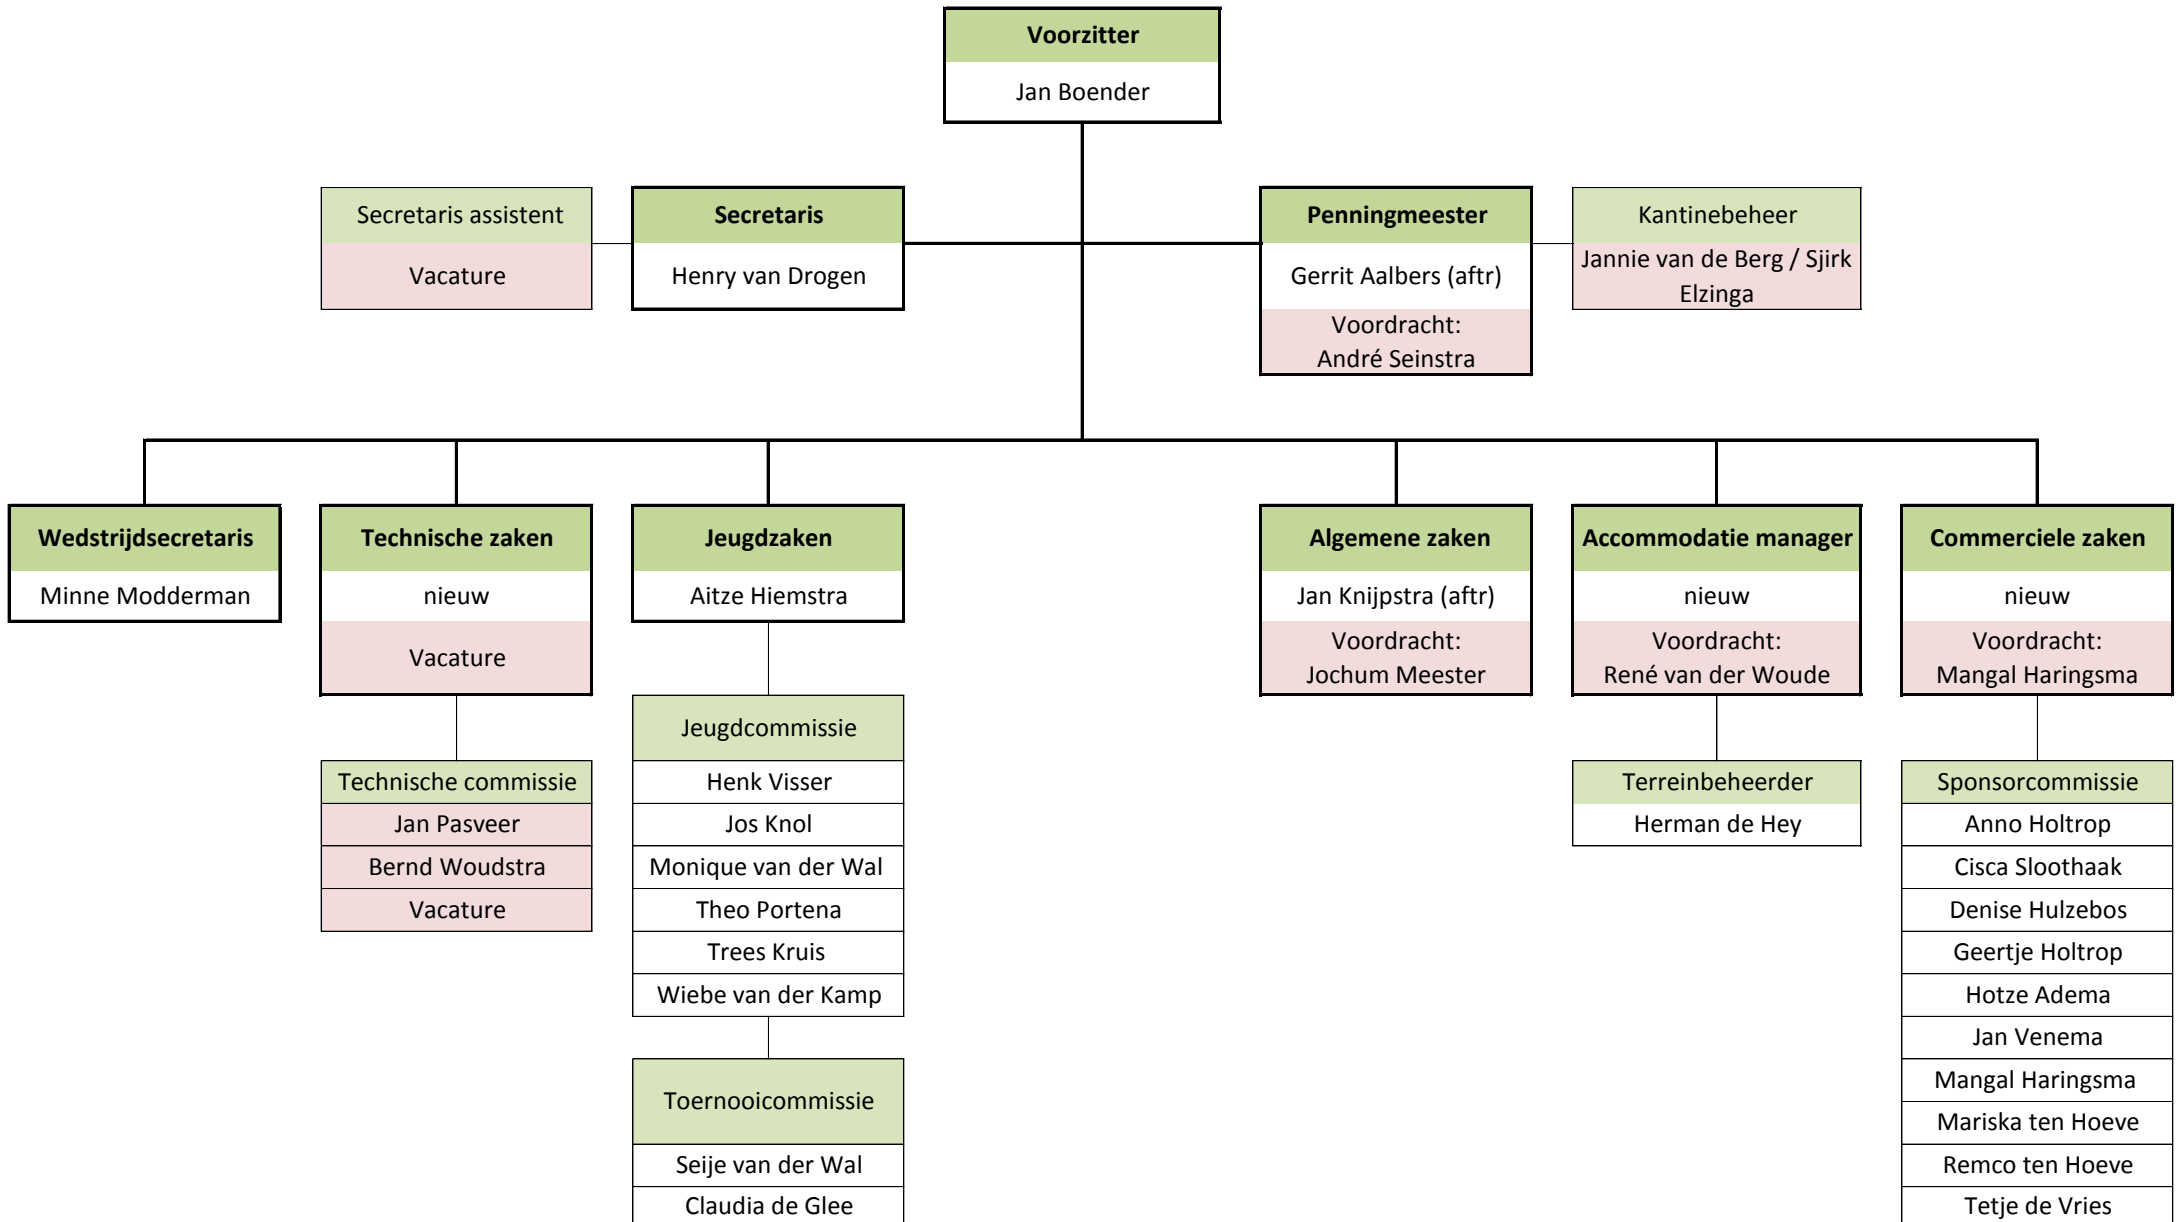 Voorzitter
Jan Boender
Secretaris assistent
Vacature
Secretaris
Henry van Drogen
Penningmeester
Gerrit Aalbers (aftr)
Voordracht:
André Seinstra
Kantinebeheer
Jannie van de Berg / Sjirk
Elzinga
Wedstrijdsecretaris
Minne Modderman
Technische zaken
nieuw
Vacature
Technische commissie
Jan Pasveer
Bernd Woudstra
Vacature
Jeugdzaken
Aitze Hiemstra
Jeugdcommissie
Henk Visser
Jos Knol
Monique van der Wal
Theo Portena
Trees Kruis
Wiebe van der Kamp
Toernooicommissie
Seije van der Wal
Claudia de Glee
Algemene zaken
Jan Knijpstra (aftr)
Voordracht:
Jochum Meester
Accommodatie manager
nieuw
Voordracht:
René van der Woude
Terreinbeheerder
Herman de Hey
Commerciele zaken
nieuw
Voordracht:
Mangal Haringsma
Sponsorcommissie
Anno Holtrop
Cisca Sloothaak
Denise Hulzebos
Geertje Holtrop
Hotze Adema
Jan Venema
Mangal Haringsma
Mariska ten Hoeve
Remco ten Hoeve
Tetje de Vries